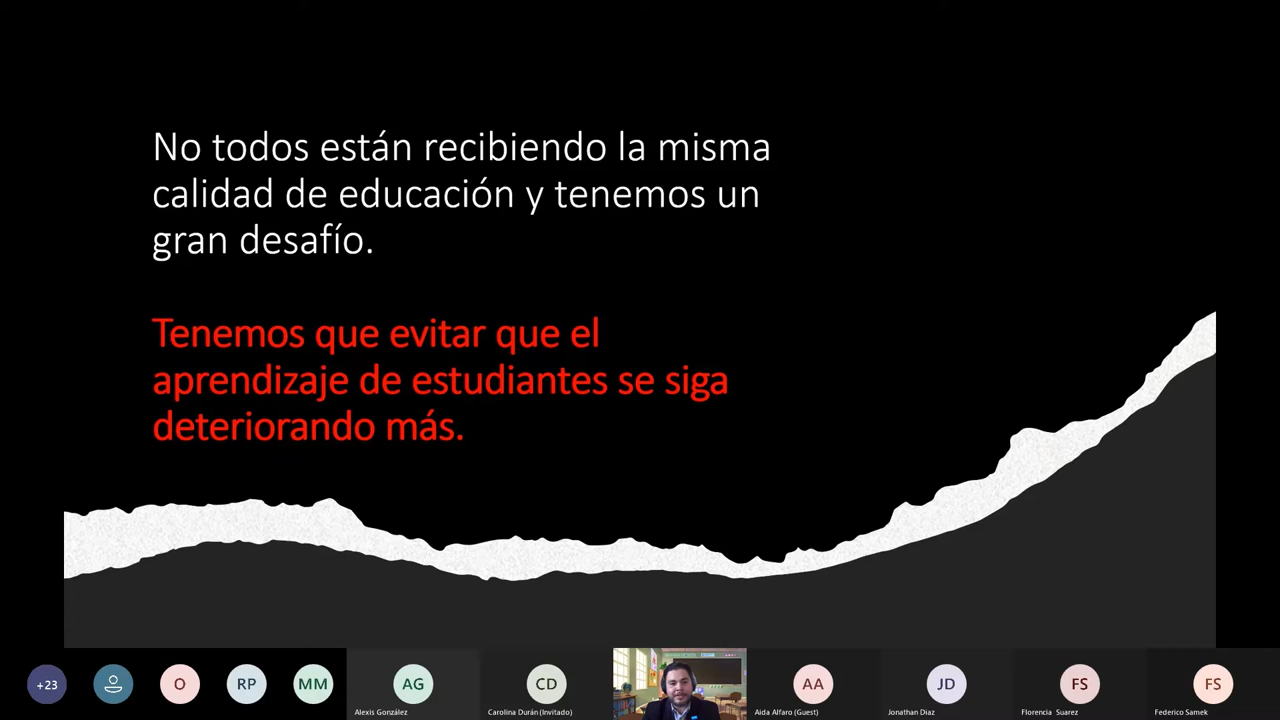 No todos están recibiendo la misma
calidad de educación y tenemos un
gran desafío.
Tenemos que evitar que el
aprendizaje de estudiantes se siga
deteriorando más.
+23
O
RP
MM
AG
CD
AA
JD
FS
FS
Alexis González
Carolina Durán (Invitado)
Aida Alfaro (Guest)
Jonathan Diaz
Florencia Suarez
Federico Samek